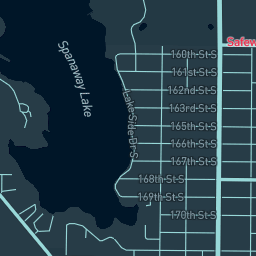 160th St S
Safew
161st St S
Spanaway Lake
162nd St S
Lake Side Dr S
163rd St S
165th St S
166th St S
167th St S
168th St S
169th St S
170th St S